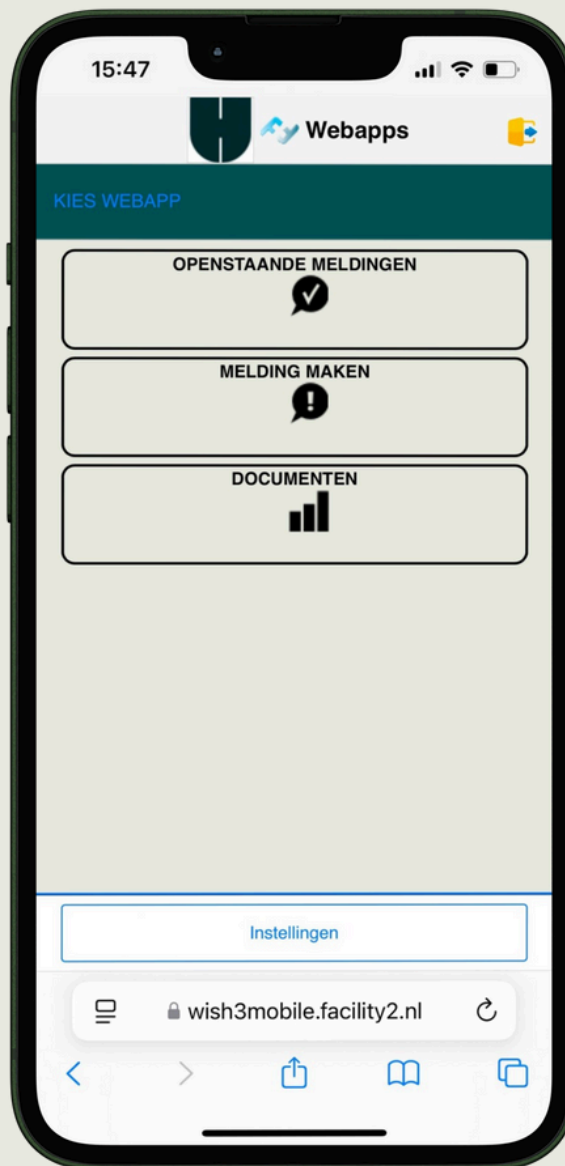 15:47
Webapps
KIES WEBAPP
OPENSTAANDE MELDINGEN
MELDING MAKEN
DOCUMENTEN
Instellingen
wish3mobile.facility2.nl